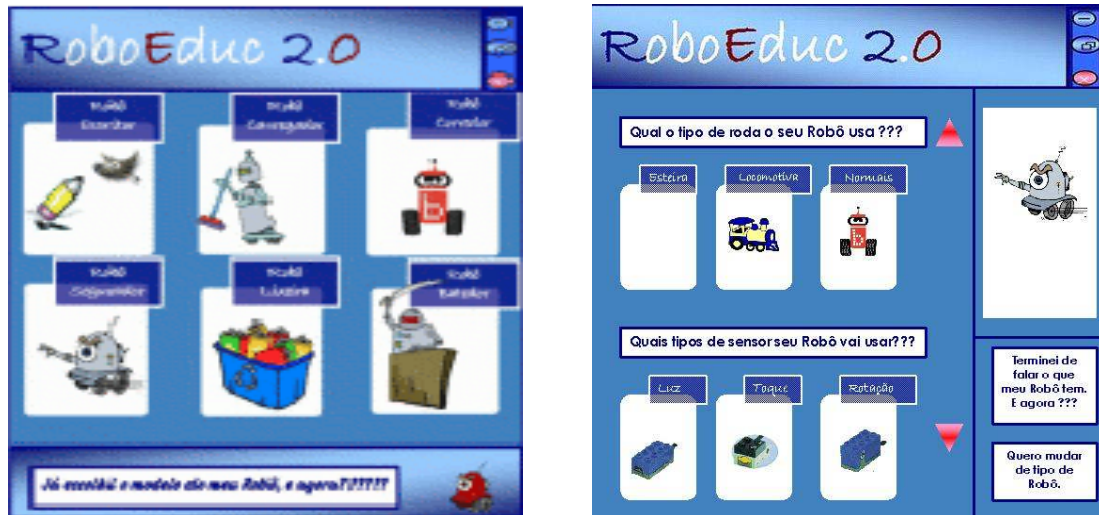 RoboEduc 2.0
Robô
Escritor
Robô
Carregador
Robô
Corredor
Robô
Seguidor
Robô
Lixeiro
Robô
Batedor
Já escolhi o modelo do meu Robô, e agora??????
RoboEduc 2.0
Qual o tipo de roda o seu Robô usa ???
Esteira
Locomotiva
Normais
Quais tipos de sensor seu Robô vai usar???
Luz
Toque
Rotação
Terminei de
falar o que
meu Robô tem.
E agora ???
Quero mudar
de tipo de
Robô.